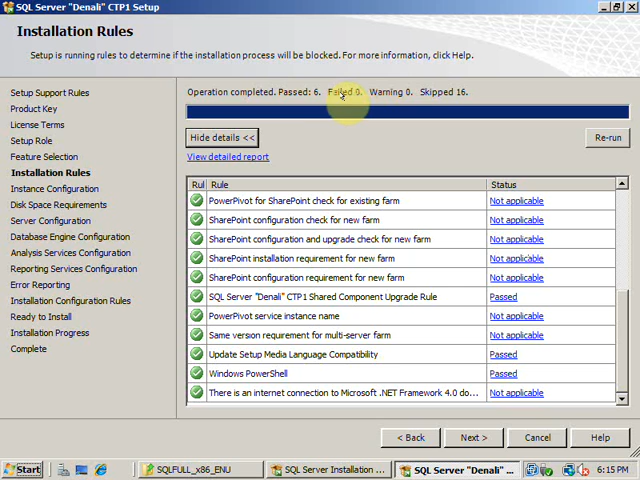 SQL Server "Denali" CTP1 Setup
Installation Rules
Setup is running rules to determine if the installation process will be blocked. For more information, click Help.
Setup Support Rules
Product Key
License Terms
Setup Role
Feature Selection
Installation Rules
Instance Configuration
Disk Space Requirements
Server Configuration
Database Engine Configuration
Analysis Services Configuration
Reporting Services Configuration
Error Reporting
Installation Configuration Rules
Ready to Install
Installation Progress
Complete
Operation completed. Passed: 6. Failed 0. Warning 0. Skipped 16.
Hide details <<
Re-run
View detailed report
Rul Rule Status
PowerPivot for SharePoint check for existing farm Not applicable
SharePoint configuration check for new farm Not applicable
SharePoint configuration and upgrade check for new farm Not applicable
SharePoint installation requirement for new farm Not applicable
SharePoint configuration requirement for new farm Not applicable
SQL Server "Denali" CTP1 Shared Component Upgrade Rule Passed
PowerPivot service instance name Not applicable
Same version requirement for multi-server farm Not applicable
Update Setup Media Language Compatibility Passed
Windows PowerShell Passed
There is an internet connection to Microsoft .NET Framework 4.0 do... Not applicable
< Back Next > Cancel Help
Start SQLFULL_x86_ENU SQL Server Installation ... SQL Server "Denali" ... 6:15 PM